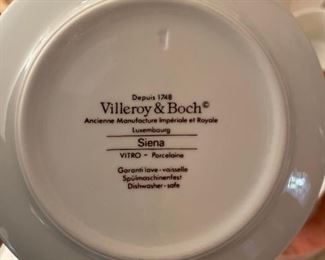 Depuis 1748
Villeroy & Boch©
Ancienne Manufacture Impériale et Royale
Luxembourg
Siena
VITRO - Porcelaine
Garanti lave-vaisselle
Spülmaschinenfest
Dishwasher-safe